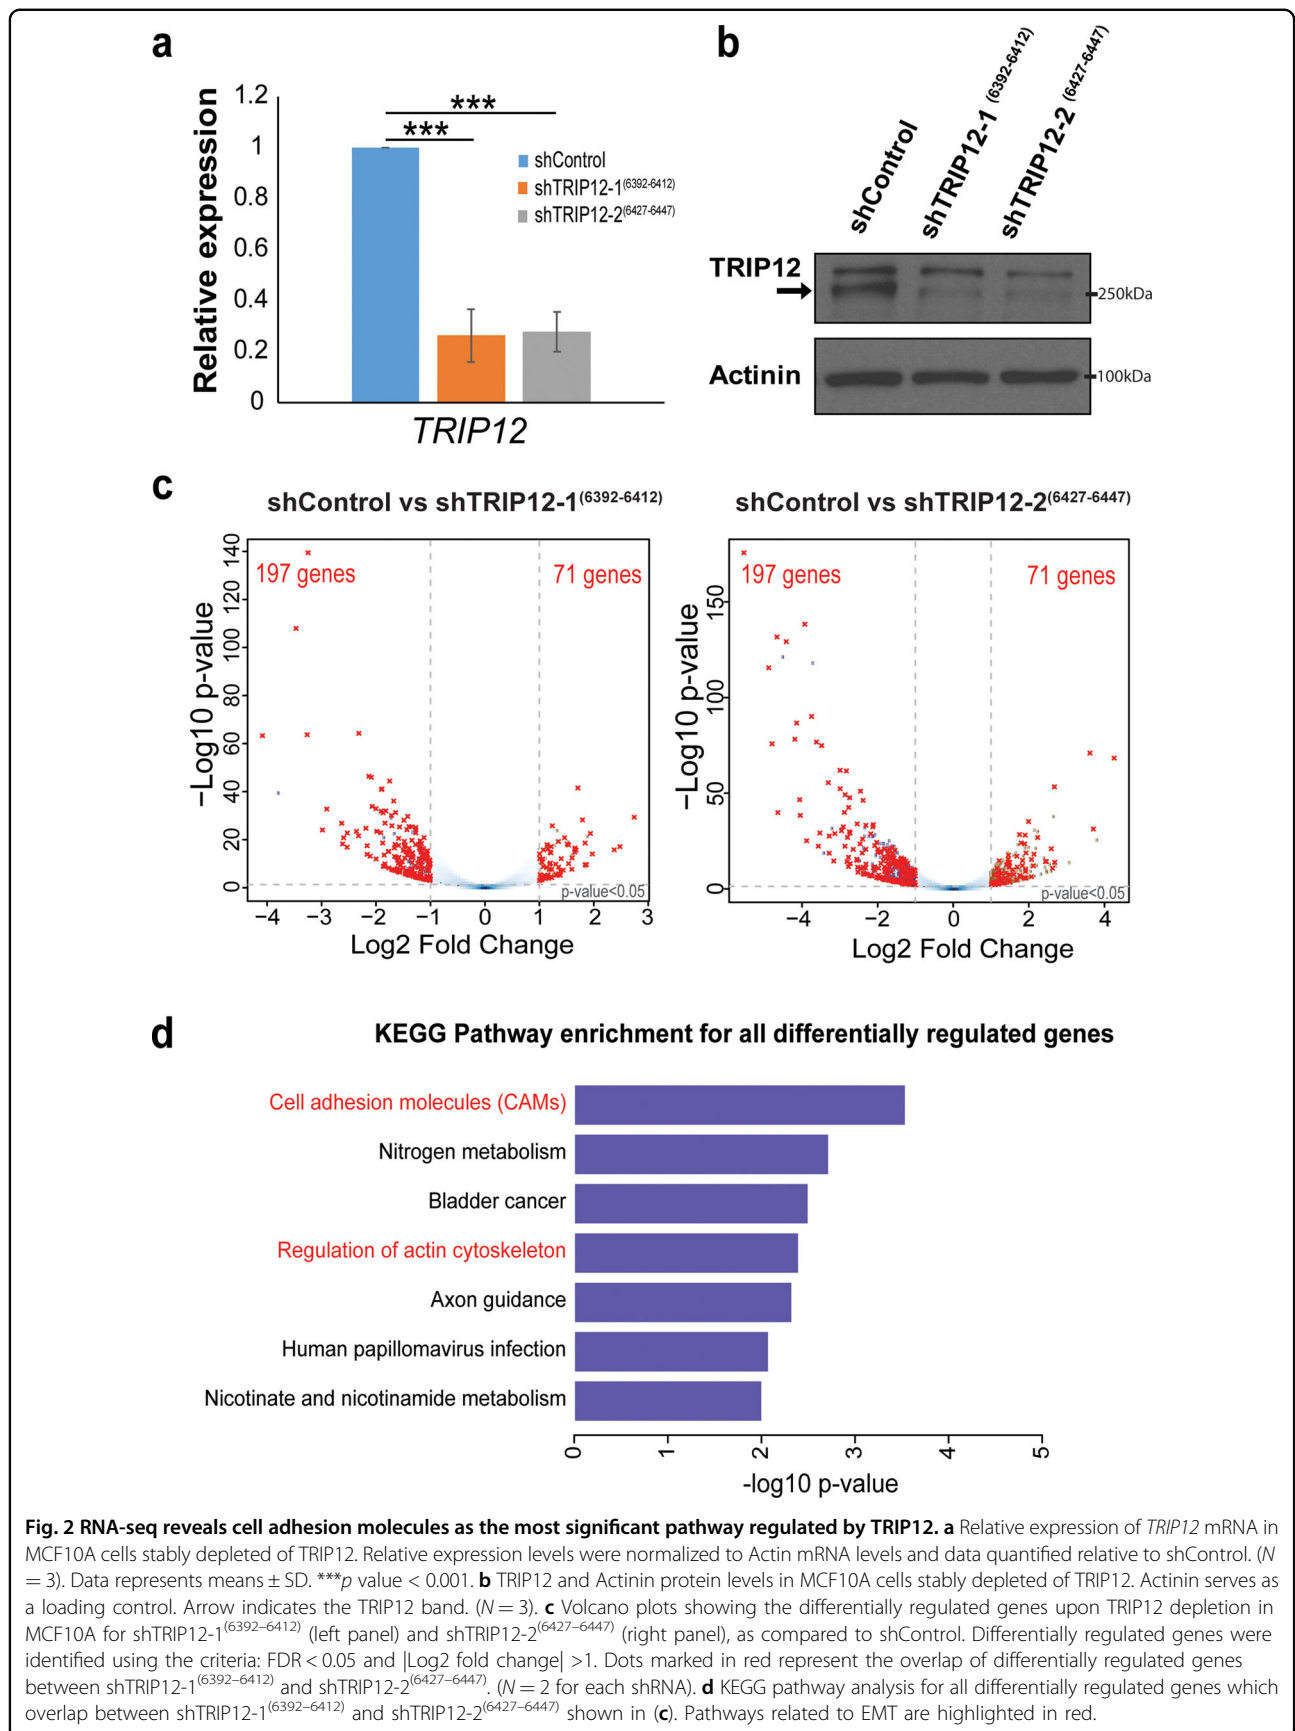 a
Relative expression
1.2
1
0.8
0.6
0.4
0.2
0
***
***
shControl
shTRIP12-1(6392-6412)
shTRIP12-2(6427-6447)
TRIP12
b
shControl
shTRIP12-1 (6392-6412)
shTRIP12-2 (6427-6447)
TRIP12
250kDa
Actinin
100kDa
c
shControl vs shTRIP12-1(6392-6412)
−Log10 p-value
140
120
100
80
60
40
20
0
197 genes
71 genes
p-value<0.05
−4 −3 −2 −1 0 1 2 3
Log2 Fold Change
shControl vs shTRIP12-2(6427-6447)
−Log10 p-value
150
100
50
0
197 genes
71 genes
p-value<0.05
−4 −2 0 2 4
Log2 Fold Change
d
KEGG Pathway enrichment for all differentially regulated genes
Cell adhesion molecules (CAMs)
Nitrogen metabolism
Bladder cancer
Regulation of actin cytoskeleton
Axon guidance
Human papillomavirus infection
Nicotinate and nicotinamide metabolism
0 1 2 3 4 5
-log10 p-value
Fig. 2 RNA-seq reveals cell adhesion molecules as the most significant pathway regulated by TRIP12. a Relative expression of TRIP12 mRNA in
MCF10A cells stably depleted of TRIP12. Relative expression levels were normalized to Actin mRNA levels and data quantified relative to shControl. (N
= 3). Data represents means ± SD. ***p value < 0.001. b TRIP12 and Actinin protein levels in MCF10A cells stably depleted of TRIP12. Actinin serves as
a loading control. Arrow indicates the TRIP12 band. (N = 3). c Volcano plots showing the differentially regulated genes upon TRIP12 depletion in
MCF10A for shTRIP12-1(6392–6412) (left panel) and shTRIP12-2(6427–6447) (right panel), as compared to shControl. Differentially regulated genes were
identified using the criteria: FDR < 0.05 and |Log2 fold change| >1. Dots marked in red represent the overlap of differentially regulated genes
between shTRIP12-1(6392–6412) and shTRIP12-2(6427–6447). (N = 2 for each shRNA). d KEGG pathway analysis for all differentially regulated genes which
overlap between shTRIP12-1(6392–6412) and shTRIP12-2(6427–6447) shown in (c). Pathways related to EMT are highlighted in red.